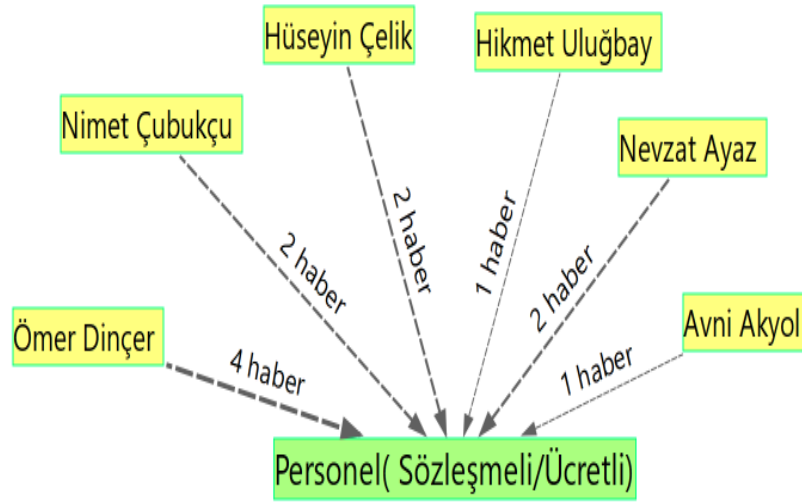 Hüseyin Çelik
Hikmet Uluğbay
Nimet Çubukçu
Nevzat Ayaz
Ömer Dinçer
Avni Akyol
4 haber
2 haber
2 haber
1 haber
2 haber
1 haber
Personel( Sözleşmeli/Ücretli)